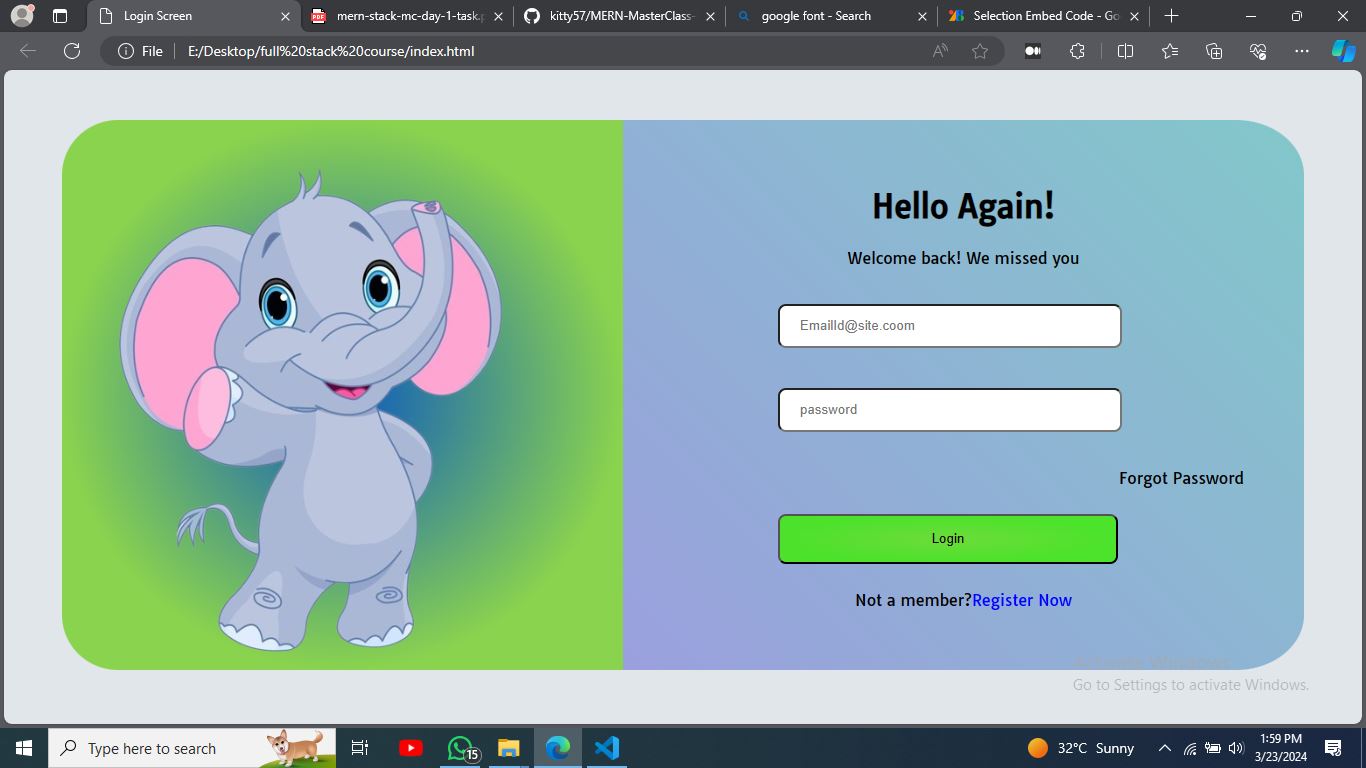 Login Screen
PDF
mern-stack-mc-day-1-task.p
kitty57/MERN-MasterClass-
google font - Search
Selection Embed Code - Go
File
E:/Desktop/full%20stack%20course/index.html
Hello Again!
Welcome back! We missed you
EmailId@site.coom
password
Forgot Password
Login
Not a member?Register Now
Activate Windows
Go to Settings to activate Windows.
Type here to search
15
32°C Sunny
1:59 PM
3/23/2024